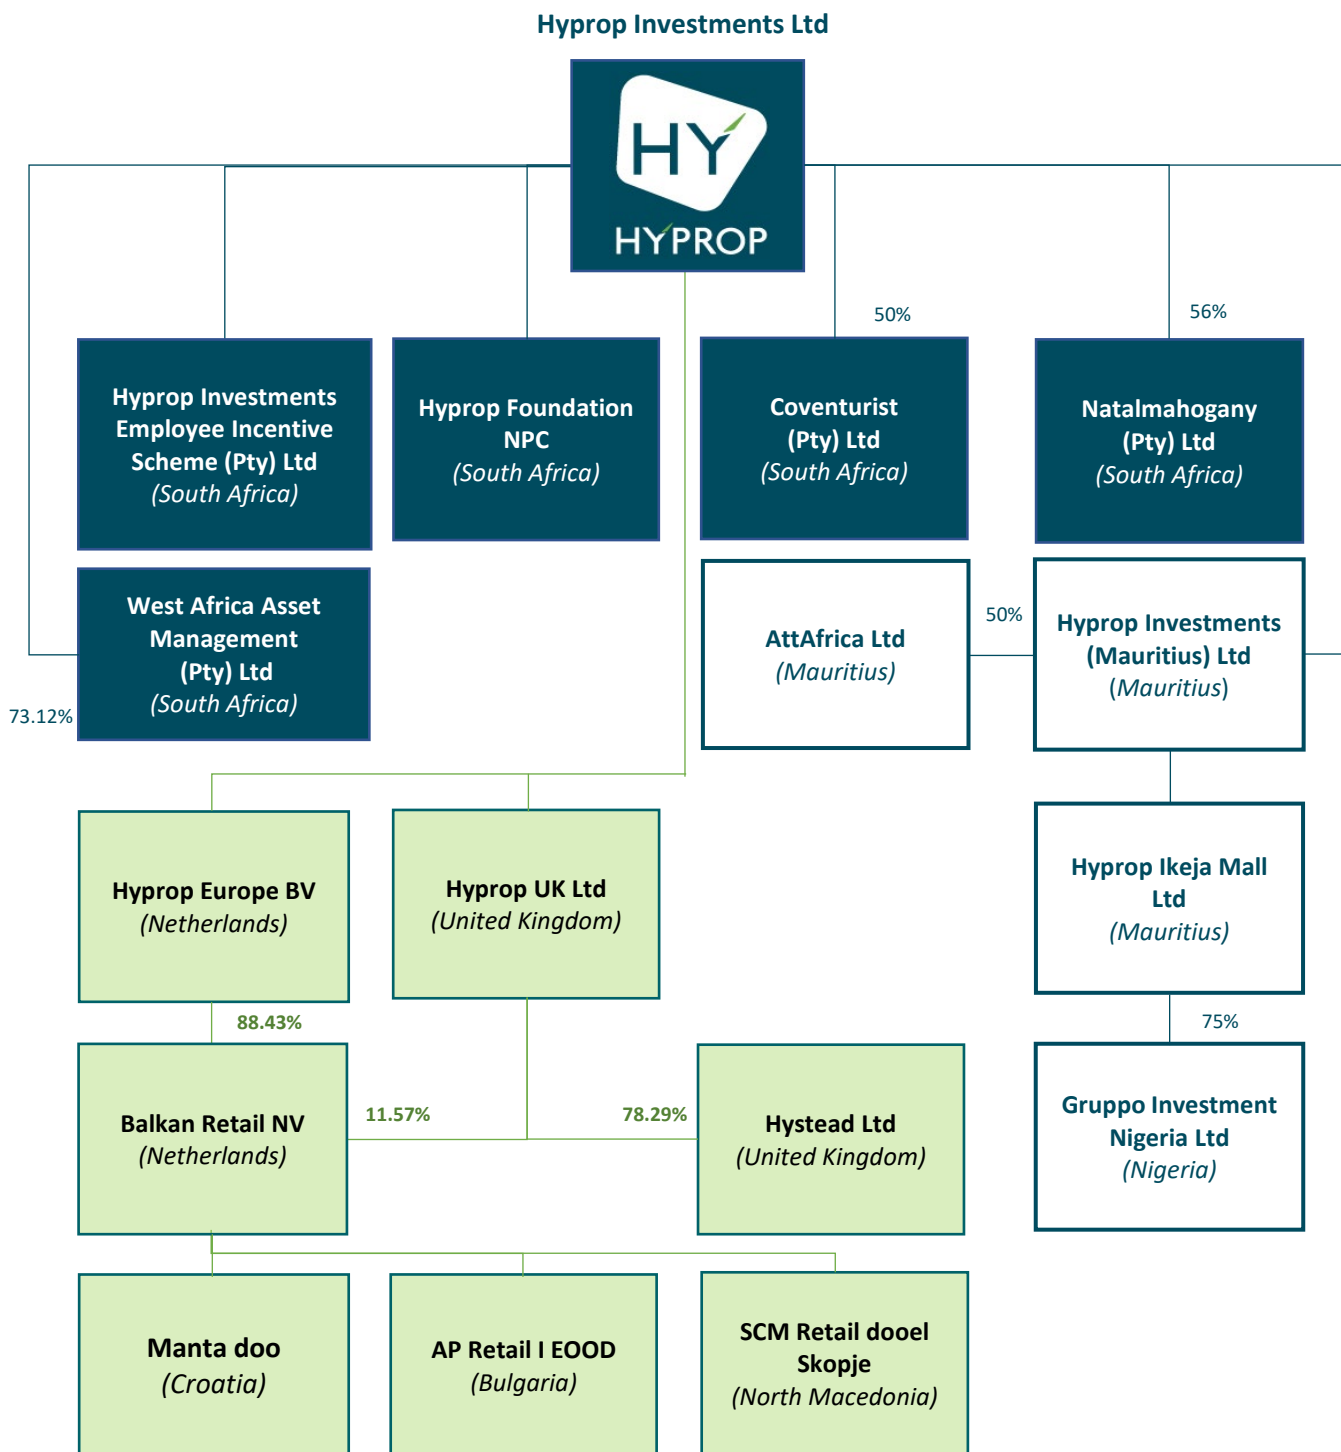 Hyprop Investments Ltd
HY
HYPROP
50%
56%
Hyprop Investments
Employee Incentive
Scheme (Pty) Ltd
(South Africa)
Hyprop Foundation
NPC
(South Africa)
Coventurist
(Pty) Ltd
(South Africa)
Natalmahogany
(Pty) Ltd
(South Africa)
West Africa Asset
Management
(Pty) Ltd
(South Africa)
73.12%
AttAfrica Ltd
(Mauritius)
50%
Hyprop Investments
(Mauritius) Ltd
(Mauritius)
Hyprop Europe BV
(Netherlands)
Hyprop UK Ltd
(United Kingdom)
Hyprop Ikeja Mall
Ltd
(Mauritius)
88.43%
75%
Balkan Retail NV
(Netherlands)
11.57%
78.29%
Hystead Ltd
(United Kingdom)
Gruppo Investment
Nigeria Ltd
(Nigeria)
Manta doo
(Croatia)
AP Retail I EOOD
(Bulgaria)
SCM Retail dooel
Skopje
(North Macedonia)